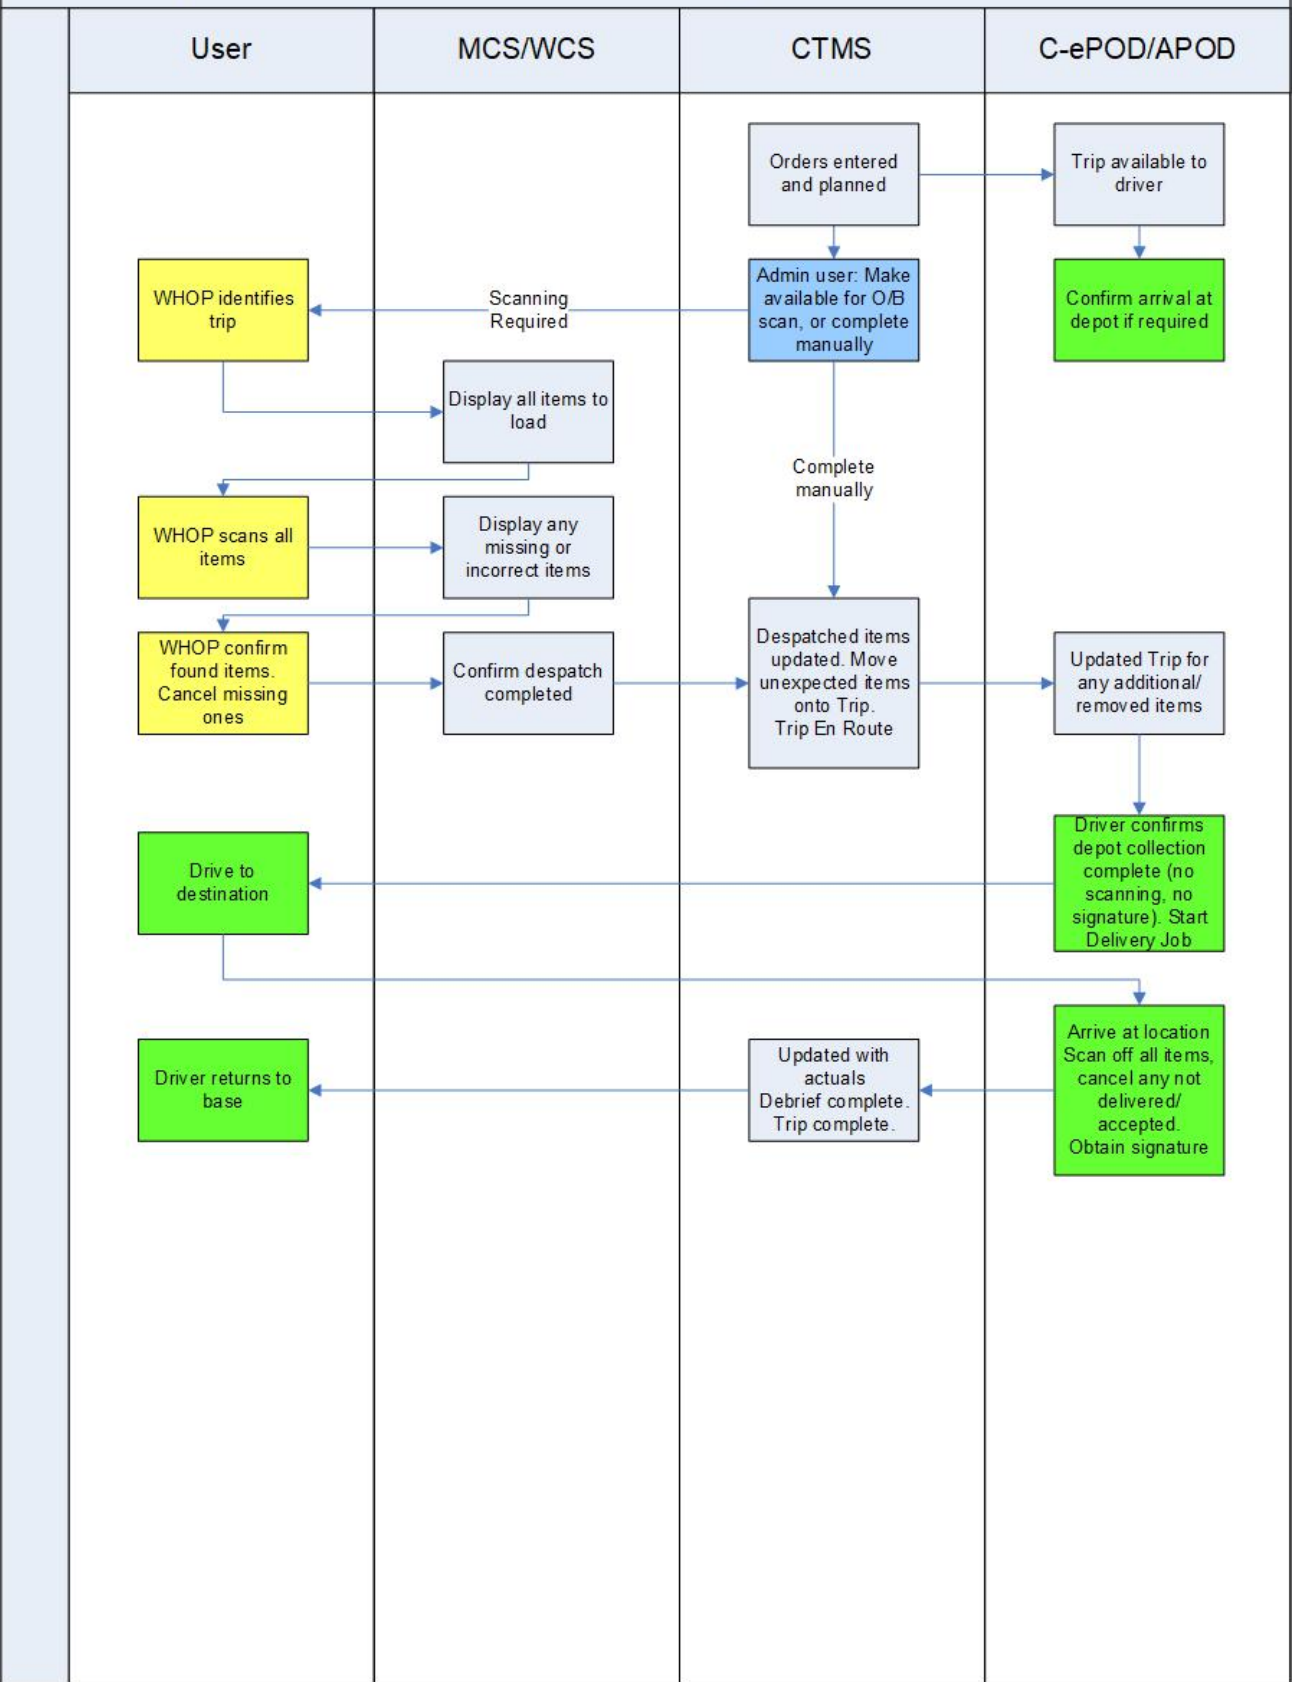 User
MCS/WCS
CTMS
C-ePOD/APOD
Orders entered
and planned
Trip available to
driver
WHOP identifies
trip
Scanning
Required
Admin user: Make
available for O/B
scan, or complete
manually
Confirm arrival at
depot if required
Display all items to
load
Complete
manually
WHOP scans all
items
Display any
missing or
incorrect items
WHOP confirm
found items.
Cancel missing
ones
Confirm despatch
completed
Despatched items
updated. Move
unexpected items
onto Trip.
Trip En Route
Updated Trip for
any additional/
removed items
Drive to
destination
Driver confirms
depot collection
complete (no
scanning, no
signature). Start
Delivery Job
Driver returns to
base
Updated with
actuals
Debrief complete.
Trip complete.
Arrive at location
Scan off all items,
cancel any not
delivered/
accepted.
Obtain signature